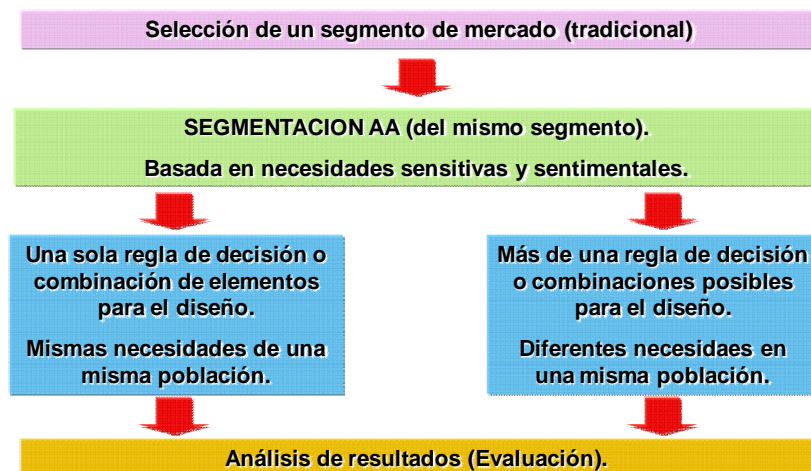 Selección de un segmento de mercado (tradicional)
SEGMENTACION AA (del mismo segmento).
Basada en necesidades sensitivas y sentimentales.
Una sola regla de decisión o
combinación de elementos
para el diseño.
Mismas necesidades de una
misma población.
Más de una regla de decisión
o combinaciones posibles
para el diseño.
Diferentes necesidaes en
una misma población.
Análisis de resultados (Evaluación).